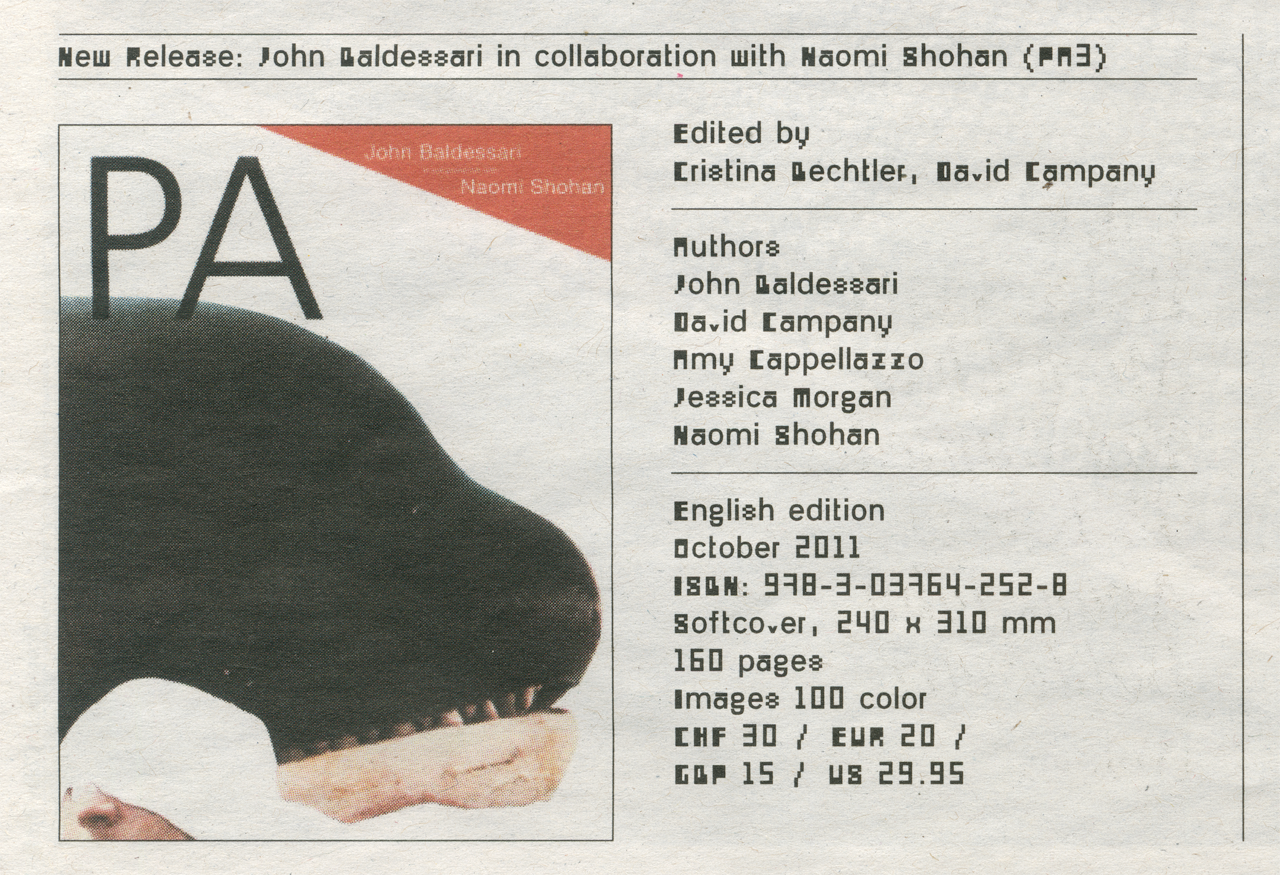 New Release: John Baldessari in collaboration with Naomi Shohan (PA3)
PA
John Baldessari
Naomi Shohan
Edited by
Cristina Bechtler, David Campany
Authors
John Baldessari
David Campany
Amy Cappellazzo
Jessica Morgan
Naomi Shohan
English edition
October 2011
ISBN: 978-3-03764-252-8
Softcover, 240 x 310 mm
160 pages
Images 100 color
CHF 30 / EUR 20 /
GBP 15 / US 29.95